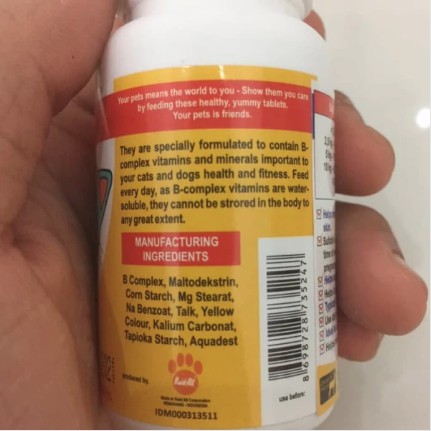 Your pets means the world to you - Show them you care
by feeding these healthy, yummy tablets.
Your pets is friends.
They are specially formulated to contain B-
complex vitamins and minerals important to
your cats and dogs health and fitness. Feed
every day, as B-complex vitamins are water-
soluble, they cannot be strored in the body to
any great extent.
MANUFACTURING
INGREDIENTS
B Complex, Maltodekstrin,
Corn Starch, Mg Stearat,
Na Benzoat, Talk, Yellow
Colour, Kalium Carbonat,
Tapioka Starch, Aquadest
produced by
IDM000313511
8698728735247
use before: